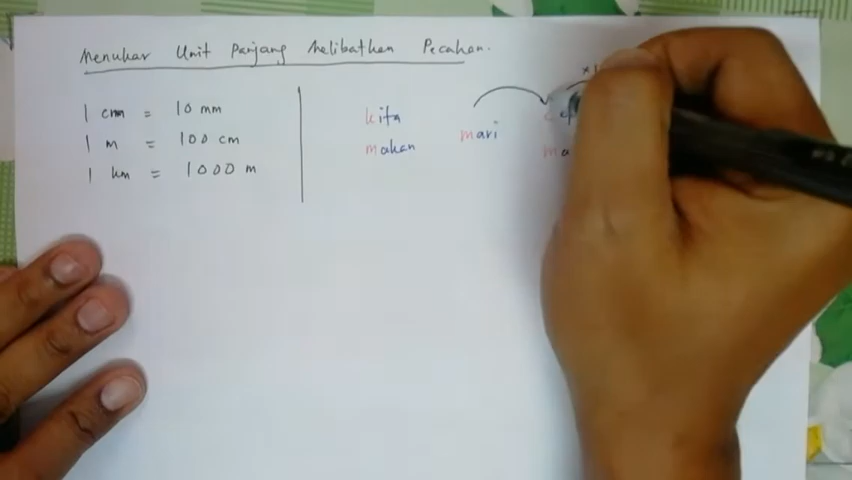 Menukar Unit Panjang Melibatkan Pecahan.
1 cm = 10 mm
1 m = 100 cm
1 km = 1000 m
kita
makan
mari